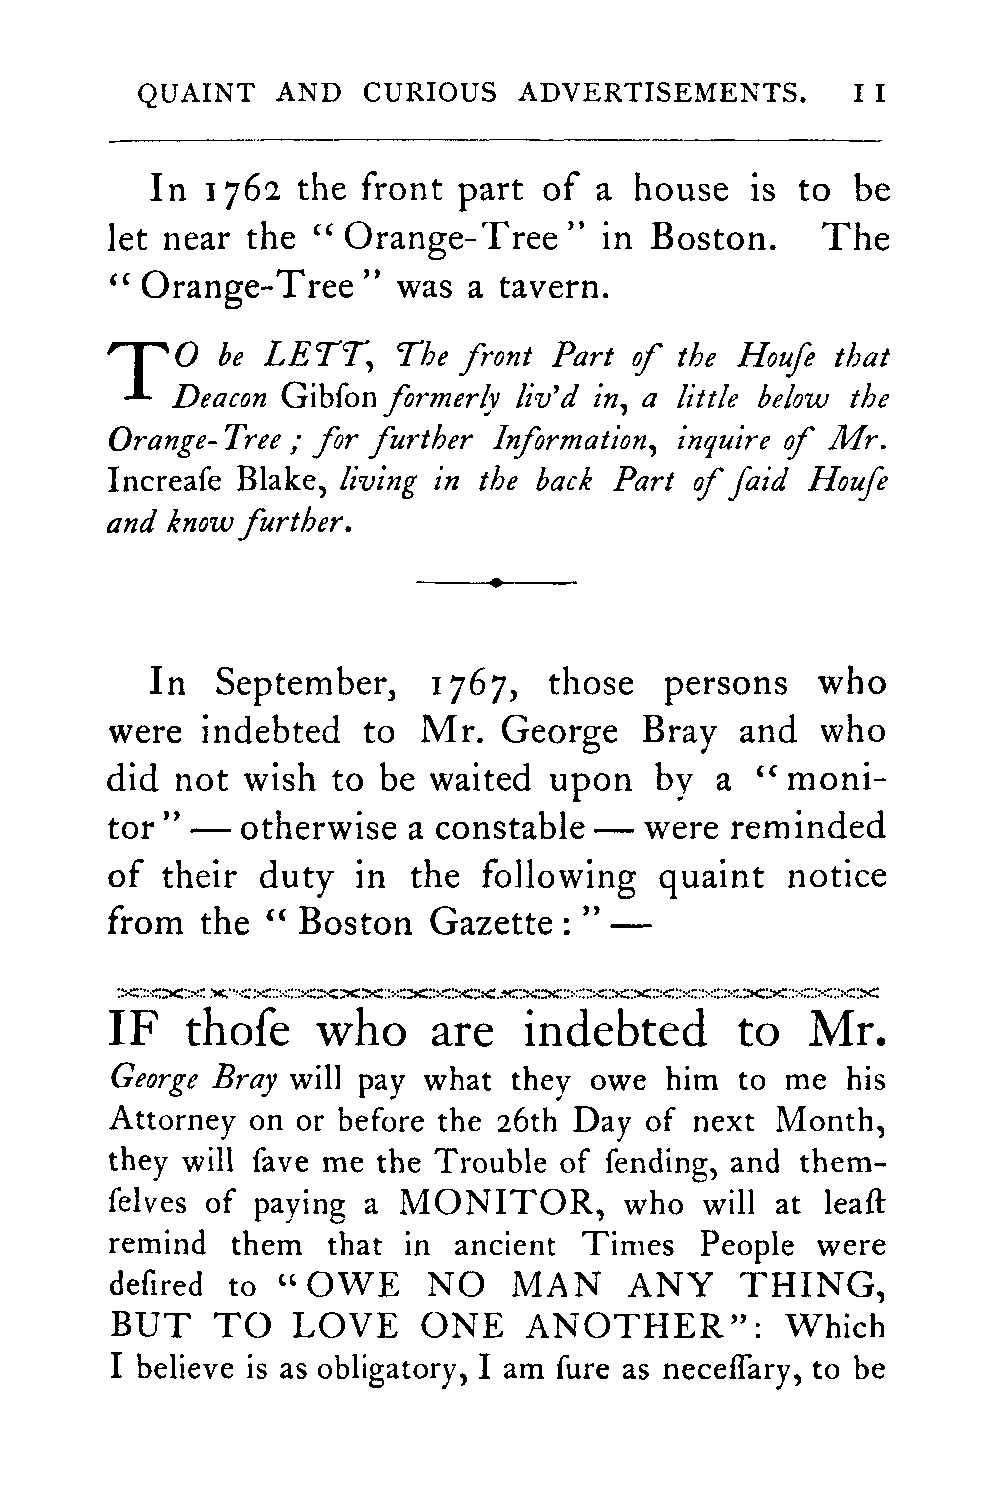 QUAINT AND CURIOUS ADVERTISEMENTS. 11
In 1762 the front part of a house is to be
let near the “Orange-Tree” in Boston. The
“Orange-Tree” was a tavern.
TO be LETT, The front Part of the Houſe that
Deacon Gibſon formerly liv’d in, a little below the
Orange-Tree; for further Information, inquire of Mr.
Increaſe Blake, living in the back Part of ſaid Houſe
and know further.
In September, 1767, those persons who
were indebted to Mr. George Bray and who
did not wish to be waited upon by a “moni-
tor” — otherwise a constable — were reminded
of their duty in the following quaint notice
from the “Boston Gazette:” —
IF thoſe who are indebted to Mr.
George Bray will pay what they owe him to me his
Attorney on or before the 26th Day of next Month,
they will ſave me the Trouble of ſending, and them-
ſelves of paying a MONITOR, who will at leaſt
remind them that in ancient Times People were
deſired to “OWE NO MAN ANY THING,
BUT TO LOVE ONE ANOTHER”: Which
I believe is as obligatory, I am ſure as neceſſary, to be